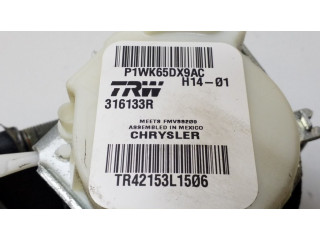 P1WK65DX9AC
TRW H14-01
316133R
MEETS FMVSS209
ASSEMBLED IN MEXICO
CHRYSLER
TR42153L1506